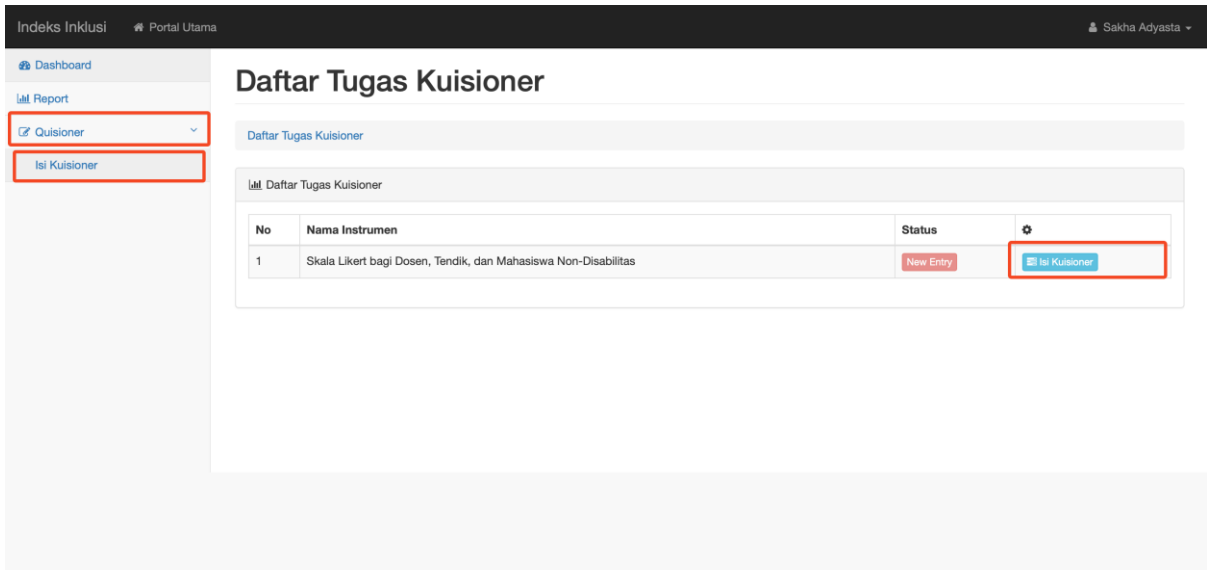 Indeks Inklusi Portal Utama Sakha Adyasta
Dashboard
Report
Quisioner
Isi Kuisioner
Daftar Tugas Kuisioner
Daftar Tugas Kuisioner
Daftar Tugas Kuisioner
No Nama Instrumen Status
1 Skala Likert bagi Dosen, Tendik, dan Mahasiswa Non-Disabilitas New Entry Isi Kuisioner